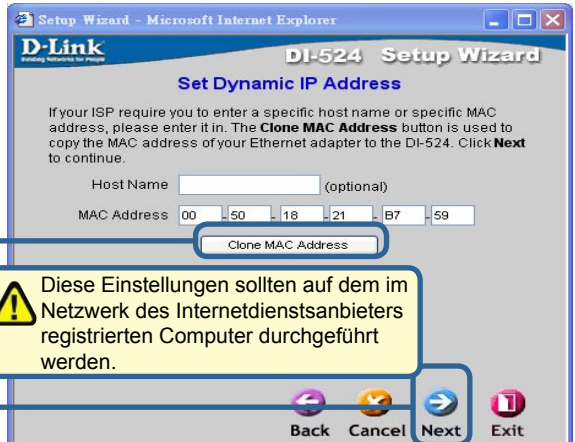 Setup Wizard - Microsoft Internet Explorer
D-Link
Building Networks for People
DI-524 Setup Wizard
Set Dynamic IP Address
If your ISP require you to enter a specific host name or specific MAC
address, please enter it in. The Clone MAC Address button is used to
copy the MAC address of your Ethernet adapter to the DI-524. Click Next
to continue.
Host Name (optional)
MAC Address 00 - 50 - 18 - 21 - B7 - 59
Clone MAC Address
Diese Einstellungen sollten auf dem im
Netzwerk des Internetdienstsanbieters
registrierten Computer durchgeführt
werden.
Back Cancel Next Exit